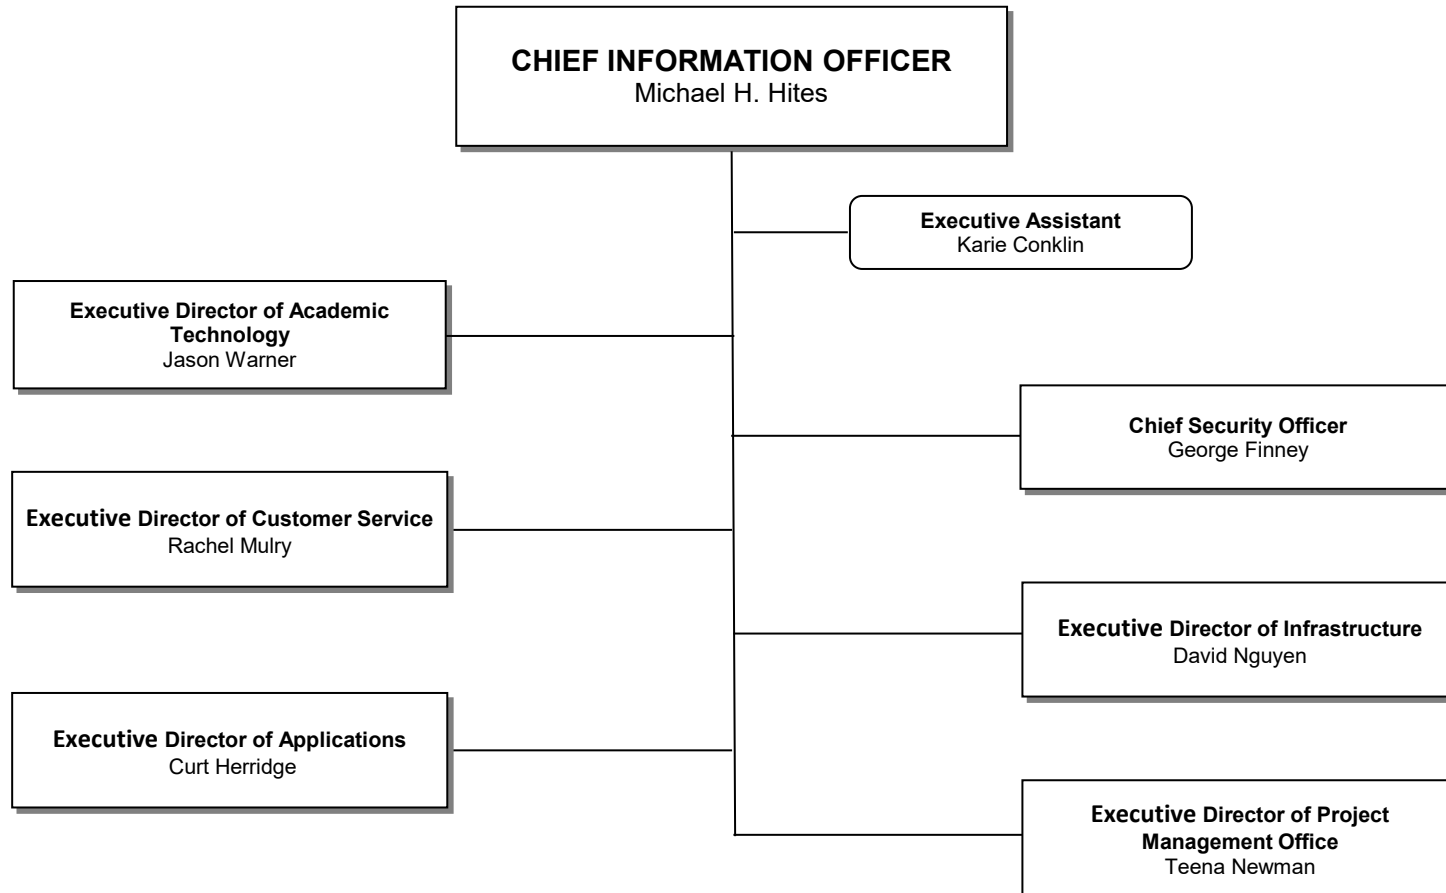 CHIEF INFORMATION OFFICER
Michael H. Hites
Executive Assistant
Karie Conklin
Executive Director of Academic
Technology
Jason Warner
Chief Security Officer
George Finney
Executive Director of Customer Service
Rachel Mulry
Executive Director of Infrastructure
David Nguyen
Executive Director of Applications
Curt Herridge
Executive Director of Project
Management Office
Teena Newman